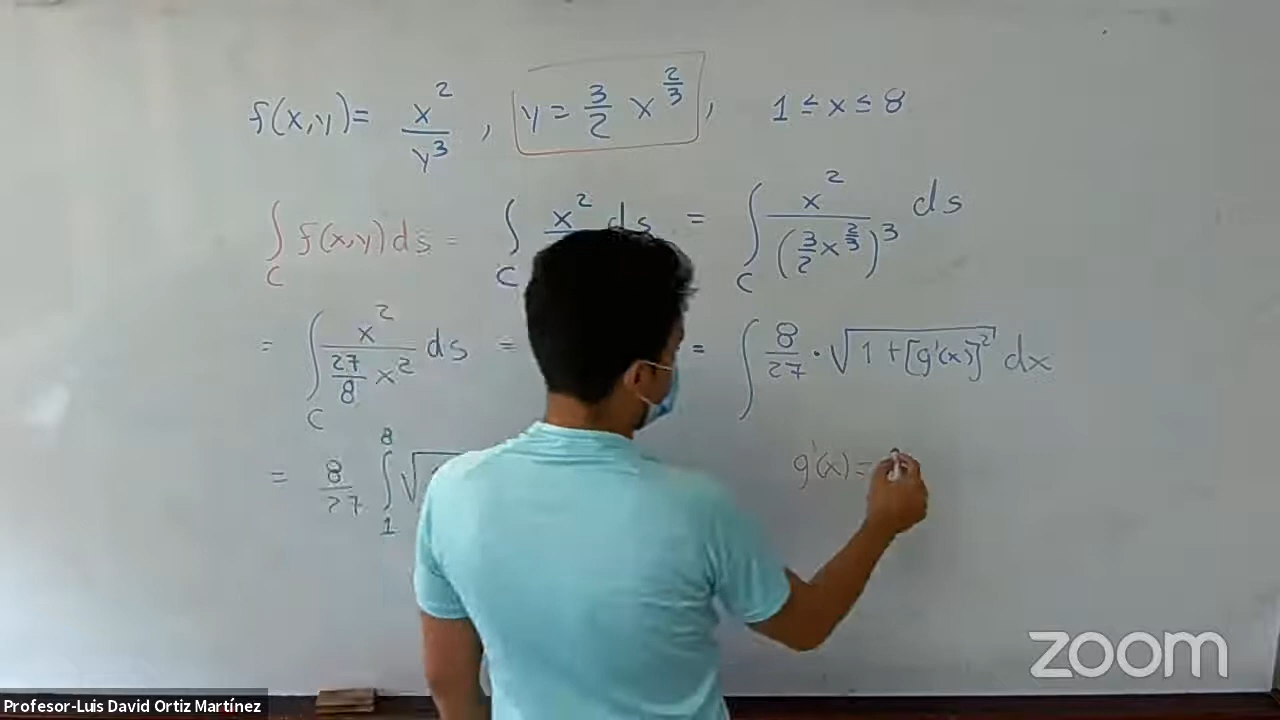 f(x,y)= x²/y³ , y = 3/2 x^(2/3) , 1 ≤ x ≤ 8
∫_C f(x,y)ds = ∫_C x² ds = ∫_C x²/(3/2 x^(2/3))³ ds
= ∫_C x²/(27/8 x²) ds = = ∫ 8/27 · √(1+[g'(x)]²) dx
= 8/27 ∫_1^8 √ g'(x)=
zoom
Profesor-Luis David Ortiz Martínez